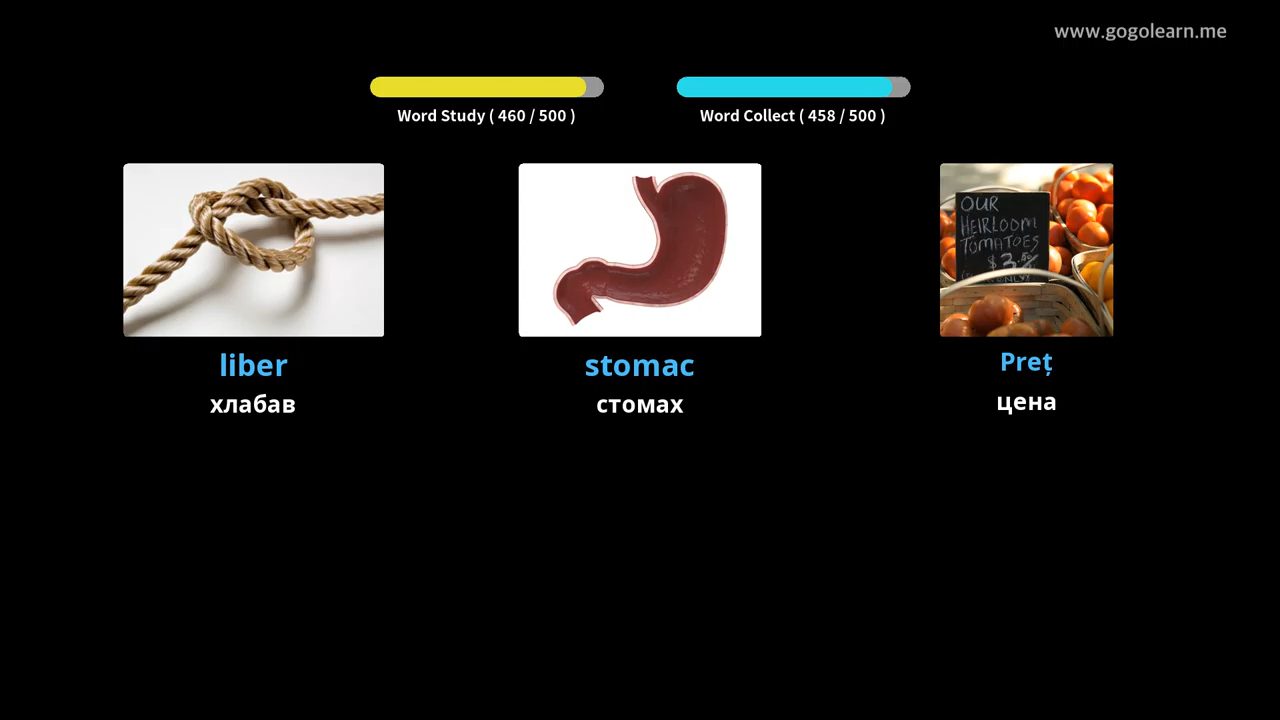 www.gogolearn.me
Word Study ( 460 / 500 )
Word Collect ( 458 / 500 )
OUR
HEIRLOOM
TOMATOES
liber
stomac
Preț
хлабав
стомах
цена